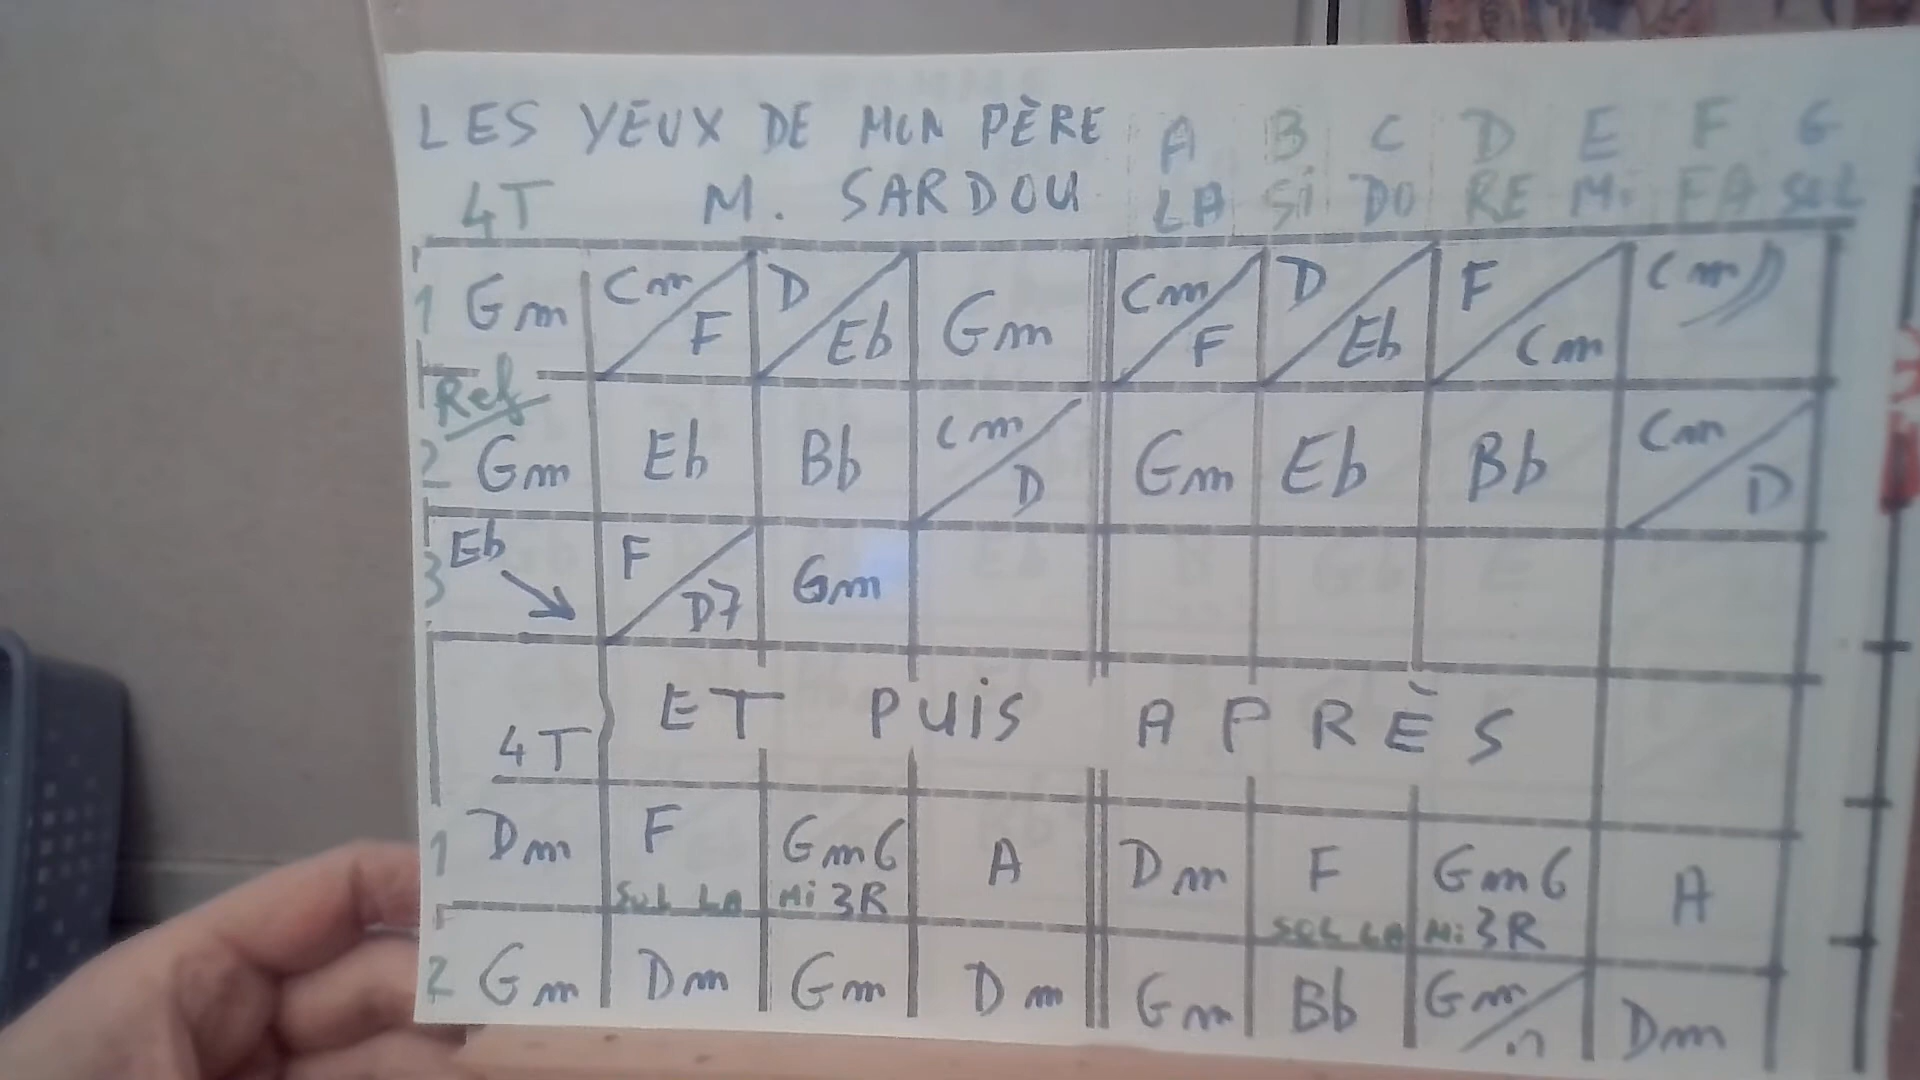 LES YEUX DE MON PÈRE A B C D E F G
4T M. SARDOU LA Si DO RE Mi FA SOL
1 Gm Cm/F D/Eb Gm Cm/F D/Eb F/Cm Cm))
Ref
2 Gm Eb Bb Cm/D Gm Eb Bb Cm/D
3 Eb F/D7 Gm
4T ET PUiS APRÈS
1 Dm F Gm6 A Dm F Gm6 A
SOL LA Mi 3R SOL LA Mi 3R
2 Gm Dm Gm Dm Gm Bb Gm/ Dm